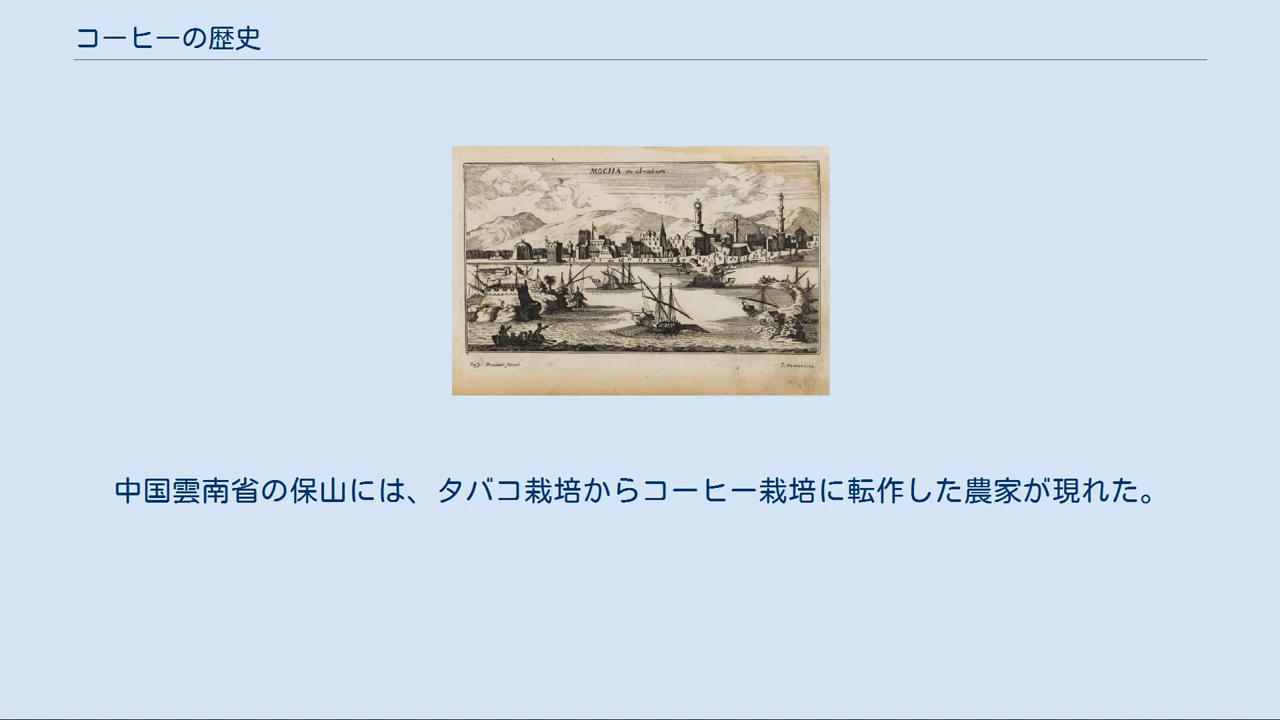 コーヒーの歴史
MOCHA in Arabien.
中国雲南省の保山には、タバコ栽培からコーヒー栽培に転作した農家が現れた。